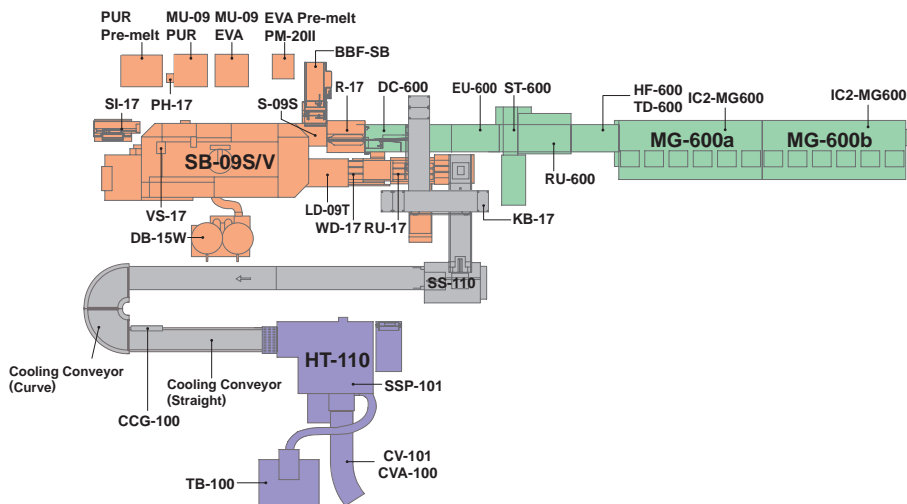 PUR
Pre-melt
MU-09
PUR
MU-09
EVA
EVA Pre-melt
PM-20II
BBF-SB
SI-17
PH-17
S-09S
R-17
DC-600
EU-600
ST-600
HF-600
TD-600
IC2-MG600
IC2-MG600
MG-600a
MG-600b
SB-09S/V
RU-600
VS-17
LD-09T
WD-17
RU-17
KB-17
DB-15W
SS-110
HT-110
Cooling Conveyor
(Curve)
Cooling Conveyor
(Straight)
SSP-101
CCG-100
CV-101
CVA-100
TB-100